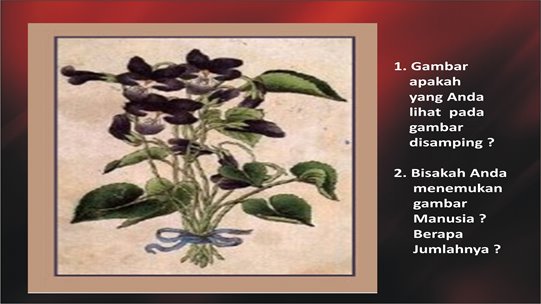 1. Gambar
apakah
yang Anda
lihat pada
gambar
disamping ?
2. Bisakah Anda
menemukan
gambar
Manusia ?
Berapa
Jumlahnya ?